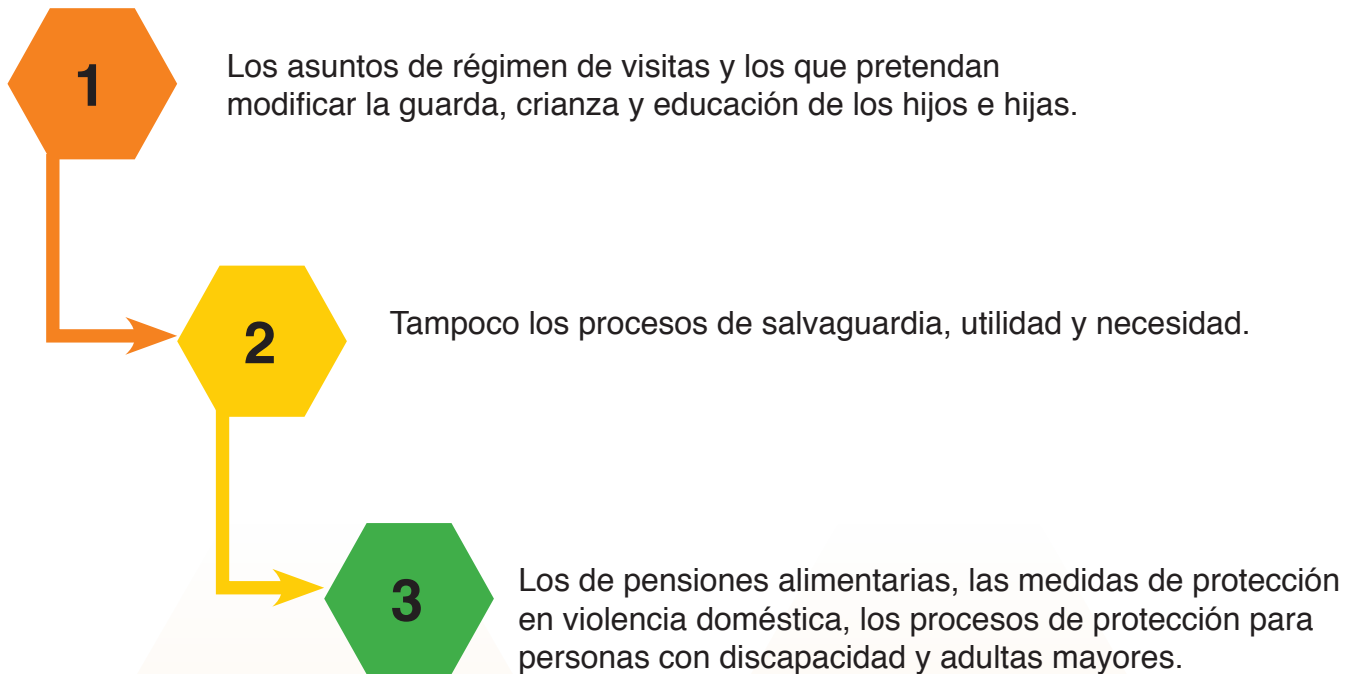 1
Los asuntos de régimen de visitas y los que pretendan
modificar la guarda, crianza y educación de los hijos e hijas.
2
Tampoco los procesos de salvaguardia, utilidad y necesidad.
3
Los de pensiones alimentarias, las medidas de protección
en violencia doméstica, los procesos de protección para
personas con discapacidad y adultas mayores.